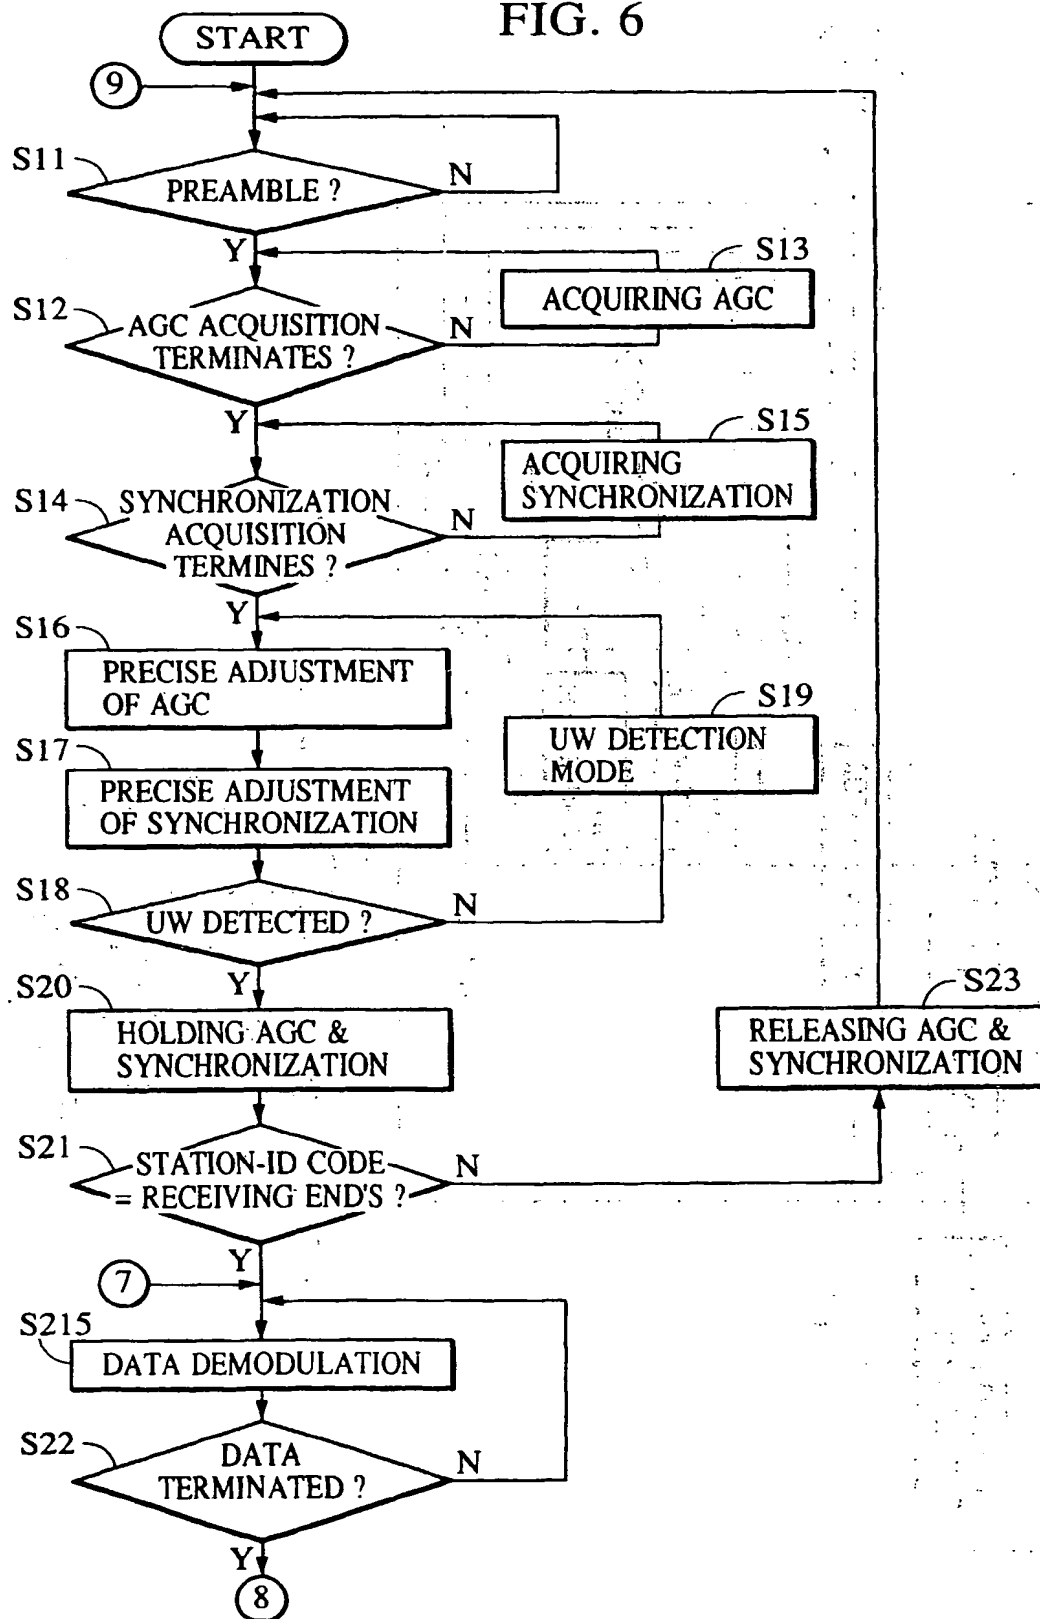 FIG. 6
START
9
S11
PREAMBLE ?
N
Y
S13
ACQUIRING AGC
S12
AGC ACQUISITION
TERMINATES ?
N
Y
S15
ACQUIRING
SYNCHRONIZATION
S14
SYNCHRONIZATION
ACQUISITION
TERMINES ?
N
Y
S16
PRECISE ADJUSTMENT
OF AGC
S19
UW DETECTION
MODE
S17
PRECISE ADJUSTMENT
OF SYNCHRONIZATION
S18
UW DETECTED ?
N
Y
S20
HOLDING AGC &
SYNCHRONIZATION
S23
RELEASING AGC &
SYNCHRONIZATION
S21
STATION-ID CODE
= RECEIVING END'S ?
N
Y
7
S215
DATA DEMODULATION
S22
DATA
TERMINATED ?
N
Y
8